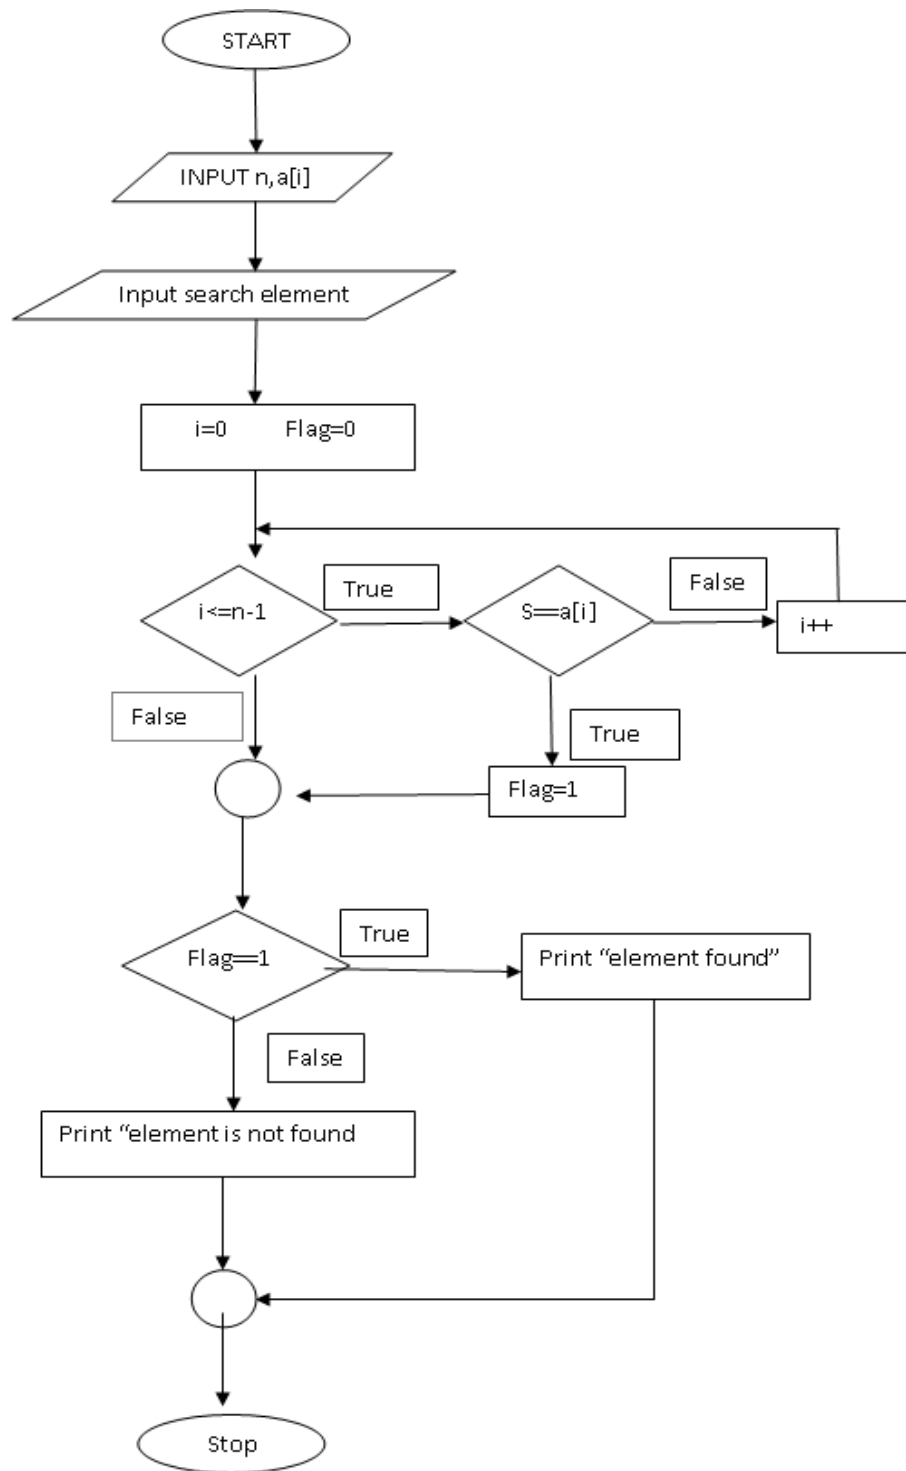 START
INPUT n,a[i]
Input search element
i=0 Flag=0
i<=n-1
True
S==a[i]
False
i++
False
True
Flag=1
Flag==1
True
Print “element found”
False
Print “element is not found
Stop